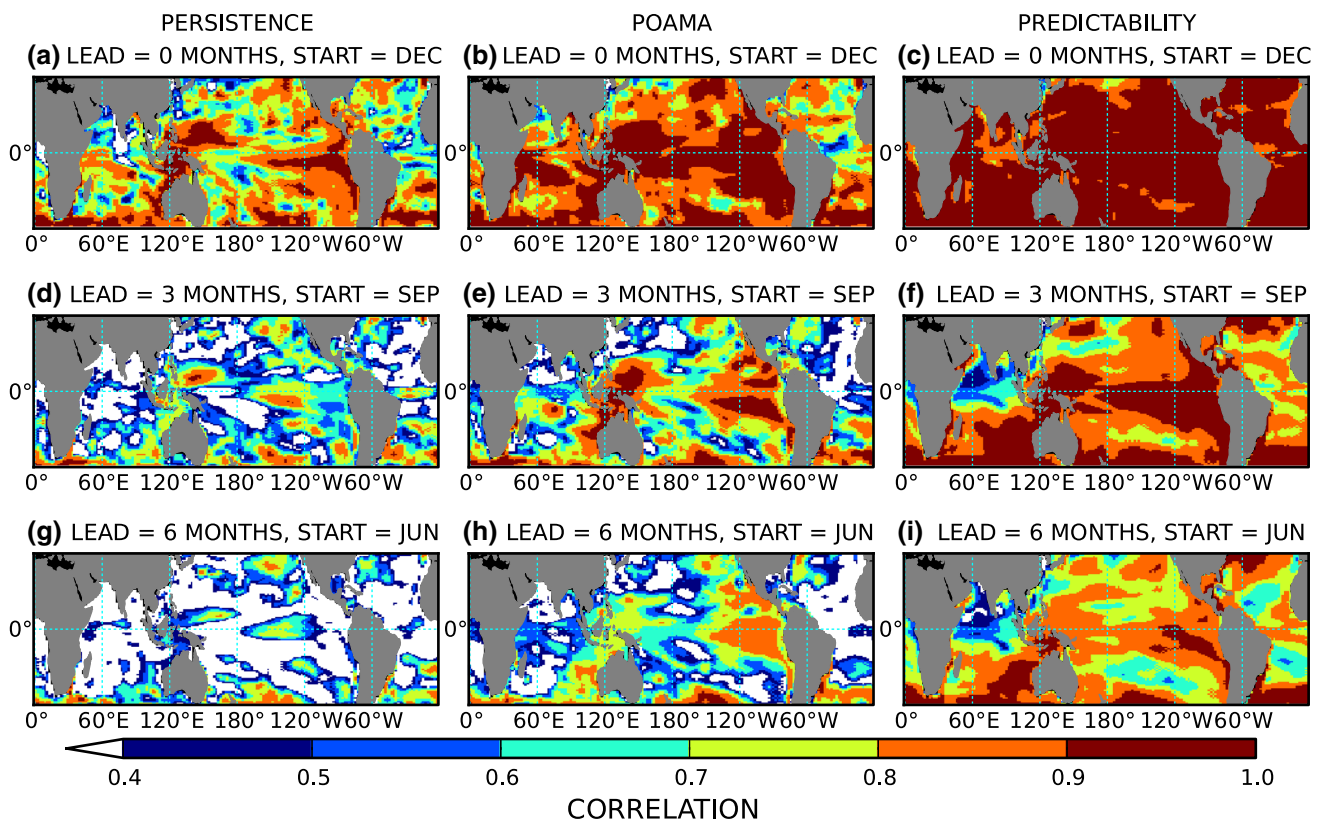 PERSISTENCE POAMA PREDICTABILITY
(a) LEAD = 0 MONTHS, START = DEC (b) LEAD = 0 MONTHS, START = DEC (c) LEAD = 0 MONTHS, START = DEC
0° 0° 0°
0° 60°E 120°E 180°120°W60°W 0° 60°E 120°E 180°120°W60°W 0° 60°E 120°E 180°120°W60°W
(d) LEAD = 3 MONTHS, START = SEP (e) LEAD = 3 MONTHS, START = SEP (f) LEAD = 3 MONTHS, START = SEP
0° 0° 0°
0° 60°E 120°E 180°120°W60°W 0° 60°E 120°E 180°120°W60°W 0° 60°E 120°E 180°120°W60°W
(g) LEAD = 6 MONTHS, START = JUN (h) LEAD = 6 MONTHS, START = JUN (i) LEAD = 6 MONTHS, START = JUN
0° 0° 0°
0° 60°E 120°E 180°120°W60°W 0° 60°E 120°E 180°120°W60°W 0° 60°E 120°E 180°120°W60°W
0.4 0.5 0.6 0.7 0.8 0.9 1.0
CORRELATION